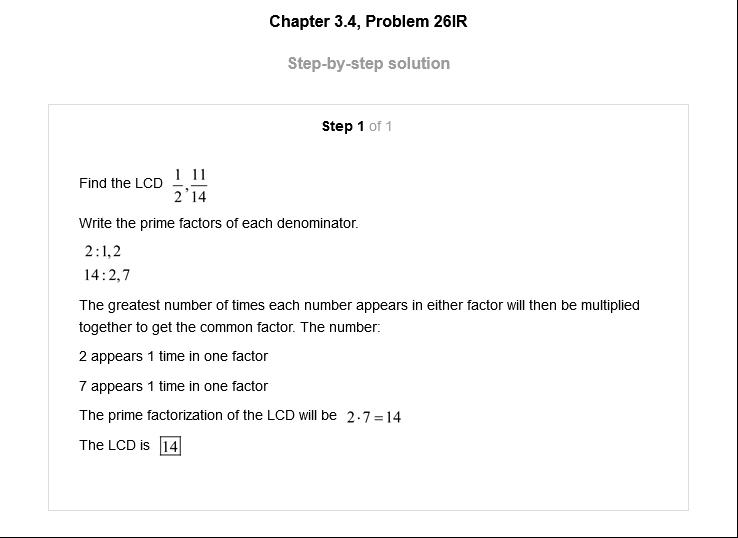 Chapter 3.4, Problem 26IR
Step-by-step solution
Step 1 of 1
Find the LCD 1/2, 11/14
Write the prime factors of each denominator.
2:1,2
14:2,7
The greatest number of times each number appears in either factor will then be multiplied
together to get the common factor. The number:
2 appears 1 time in one factor
7 appears 1 time in one factor
The prime factorization of the LCD will be 2·7=14
The LCD is 14